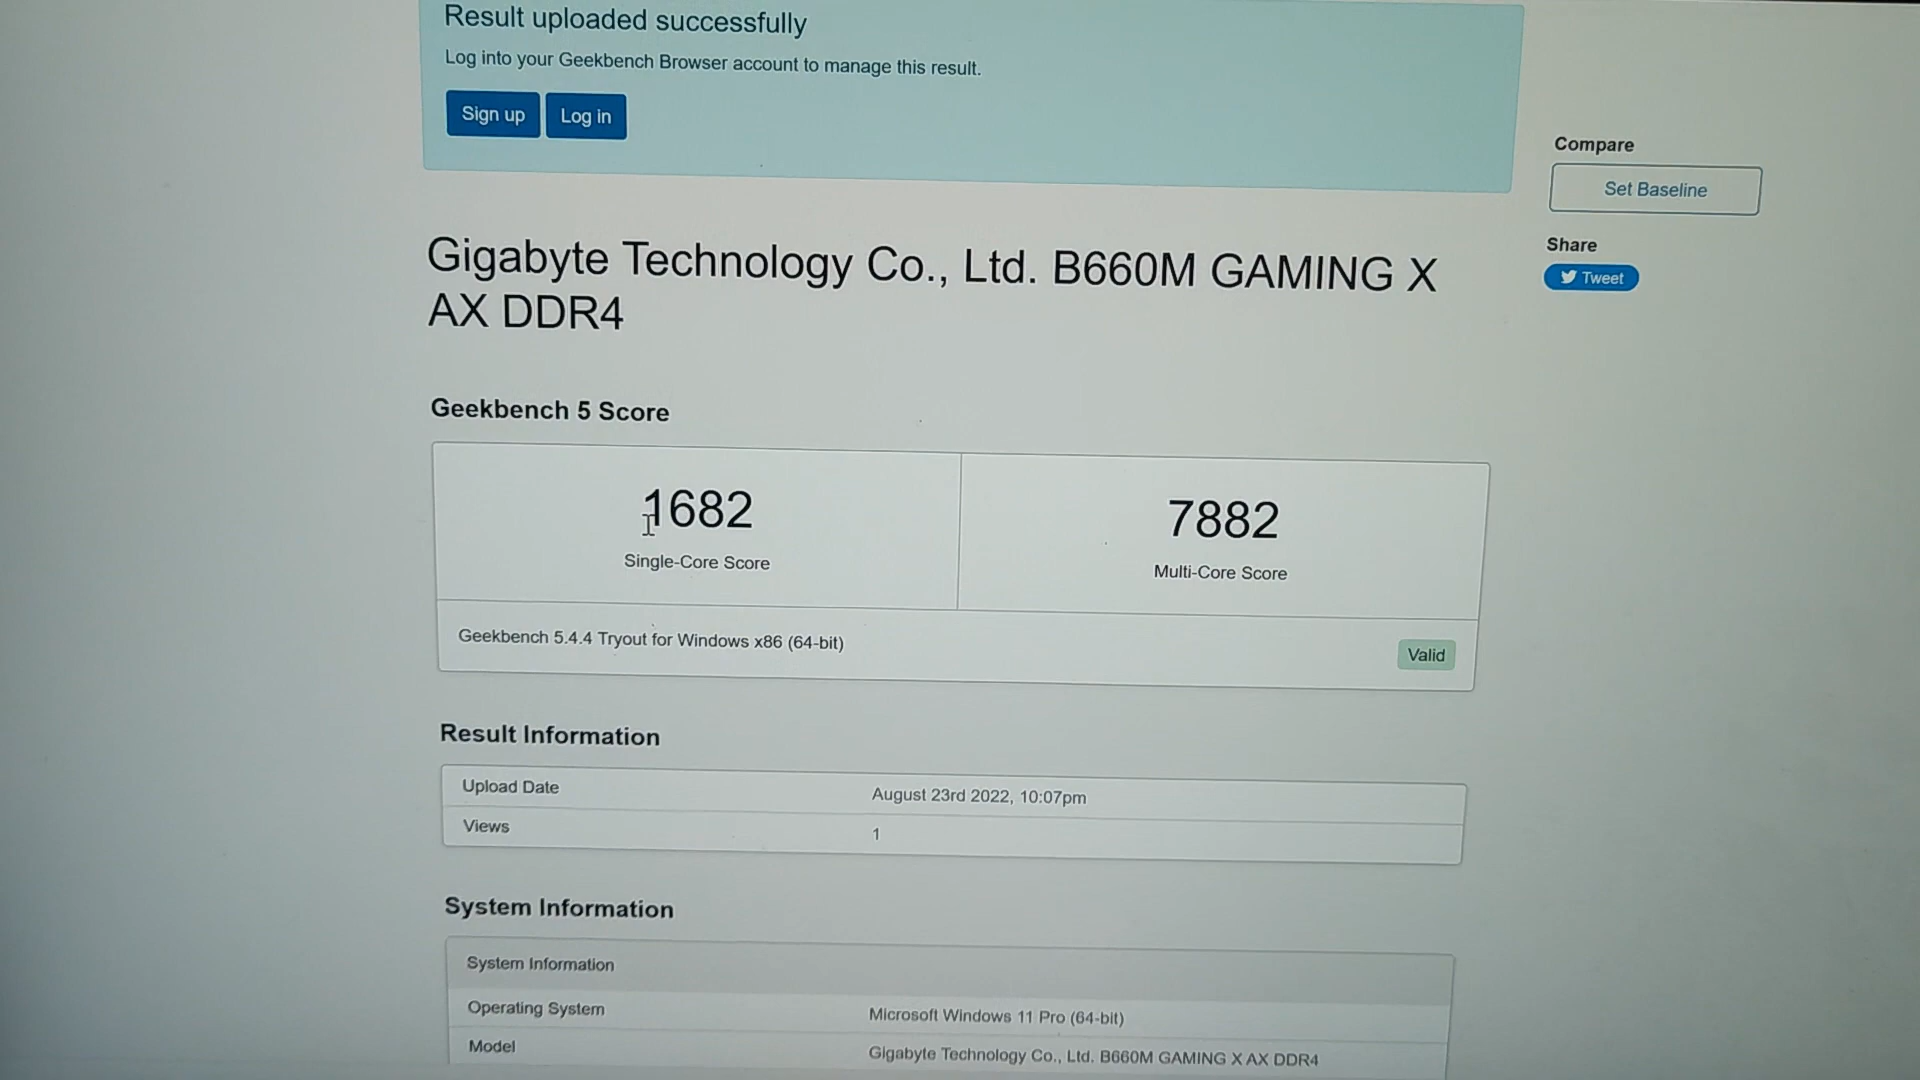 Result uploaded successfully
Log into your Geekbench Browser account to manage this result.
Sign up Log in
Compare
Set Baseline
Share
Tweet
Gigabyte Technology Co., Ltd. B660M GAMING X
AX DDR4
Geekbench 5 Score
1682 7882
Single-Core Score Multi-Core Score
Geekbench 5.4.4 Tryout for Windows x86 (64-bit) Valid
Result Information
Upload Date August 23rd 2022, 10:07pm
Views 1
System Information
System Information
Operating System Microsoft Windows 11 Pro (64-bit)
Model Gigabyte Technology Co., Ltd. B660M GAMING X AX DDR4